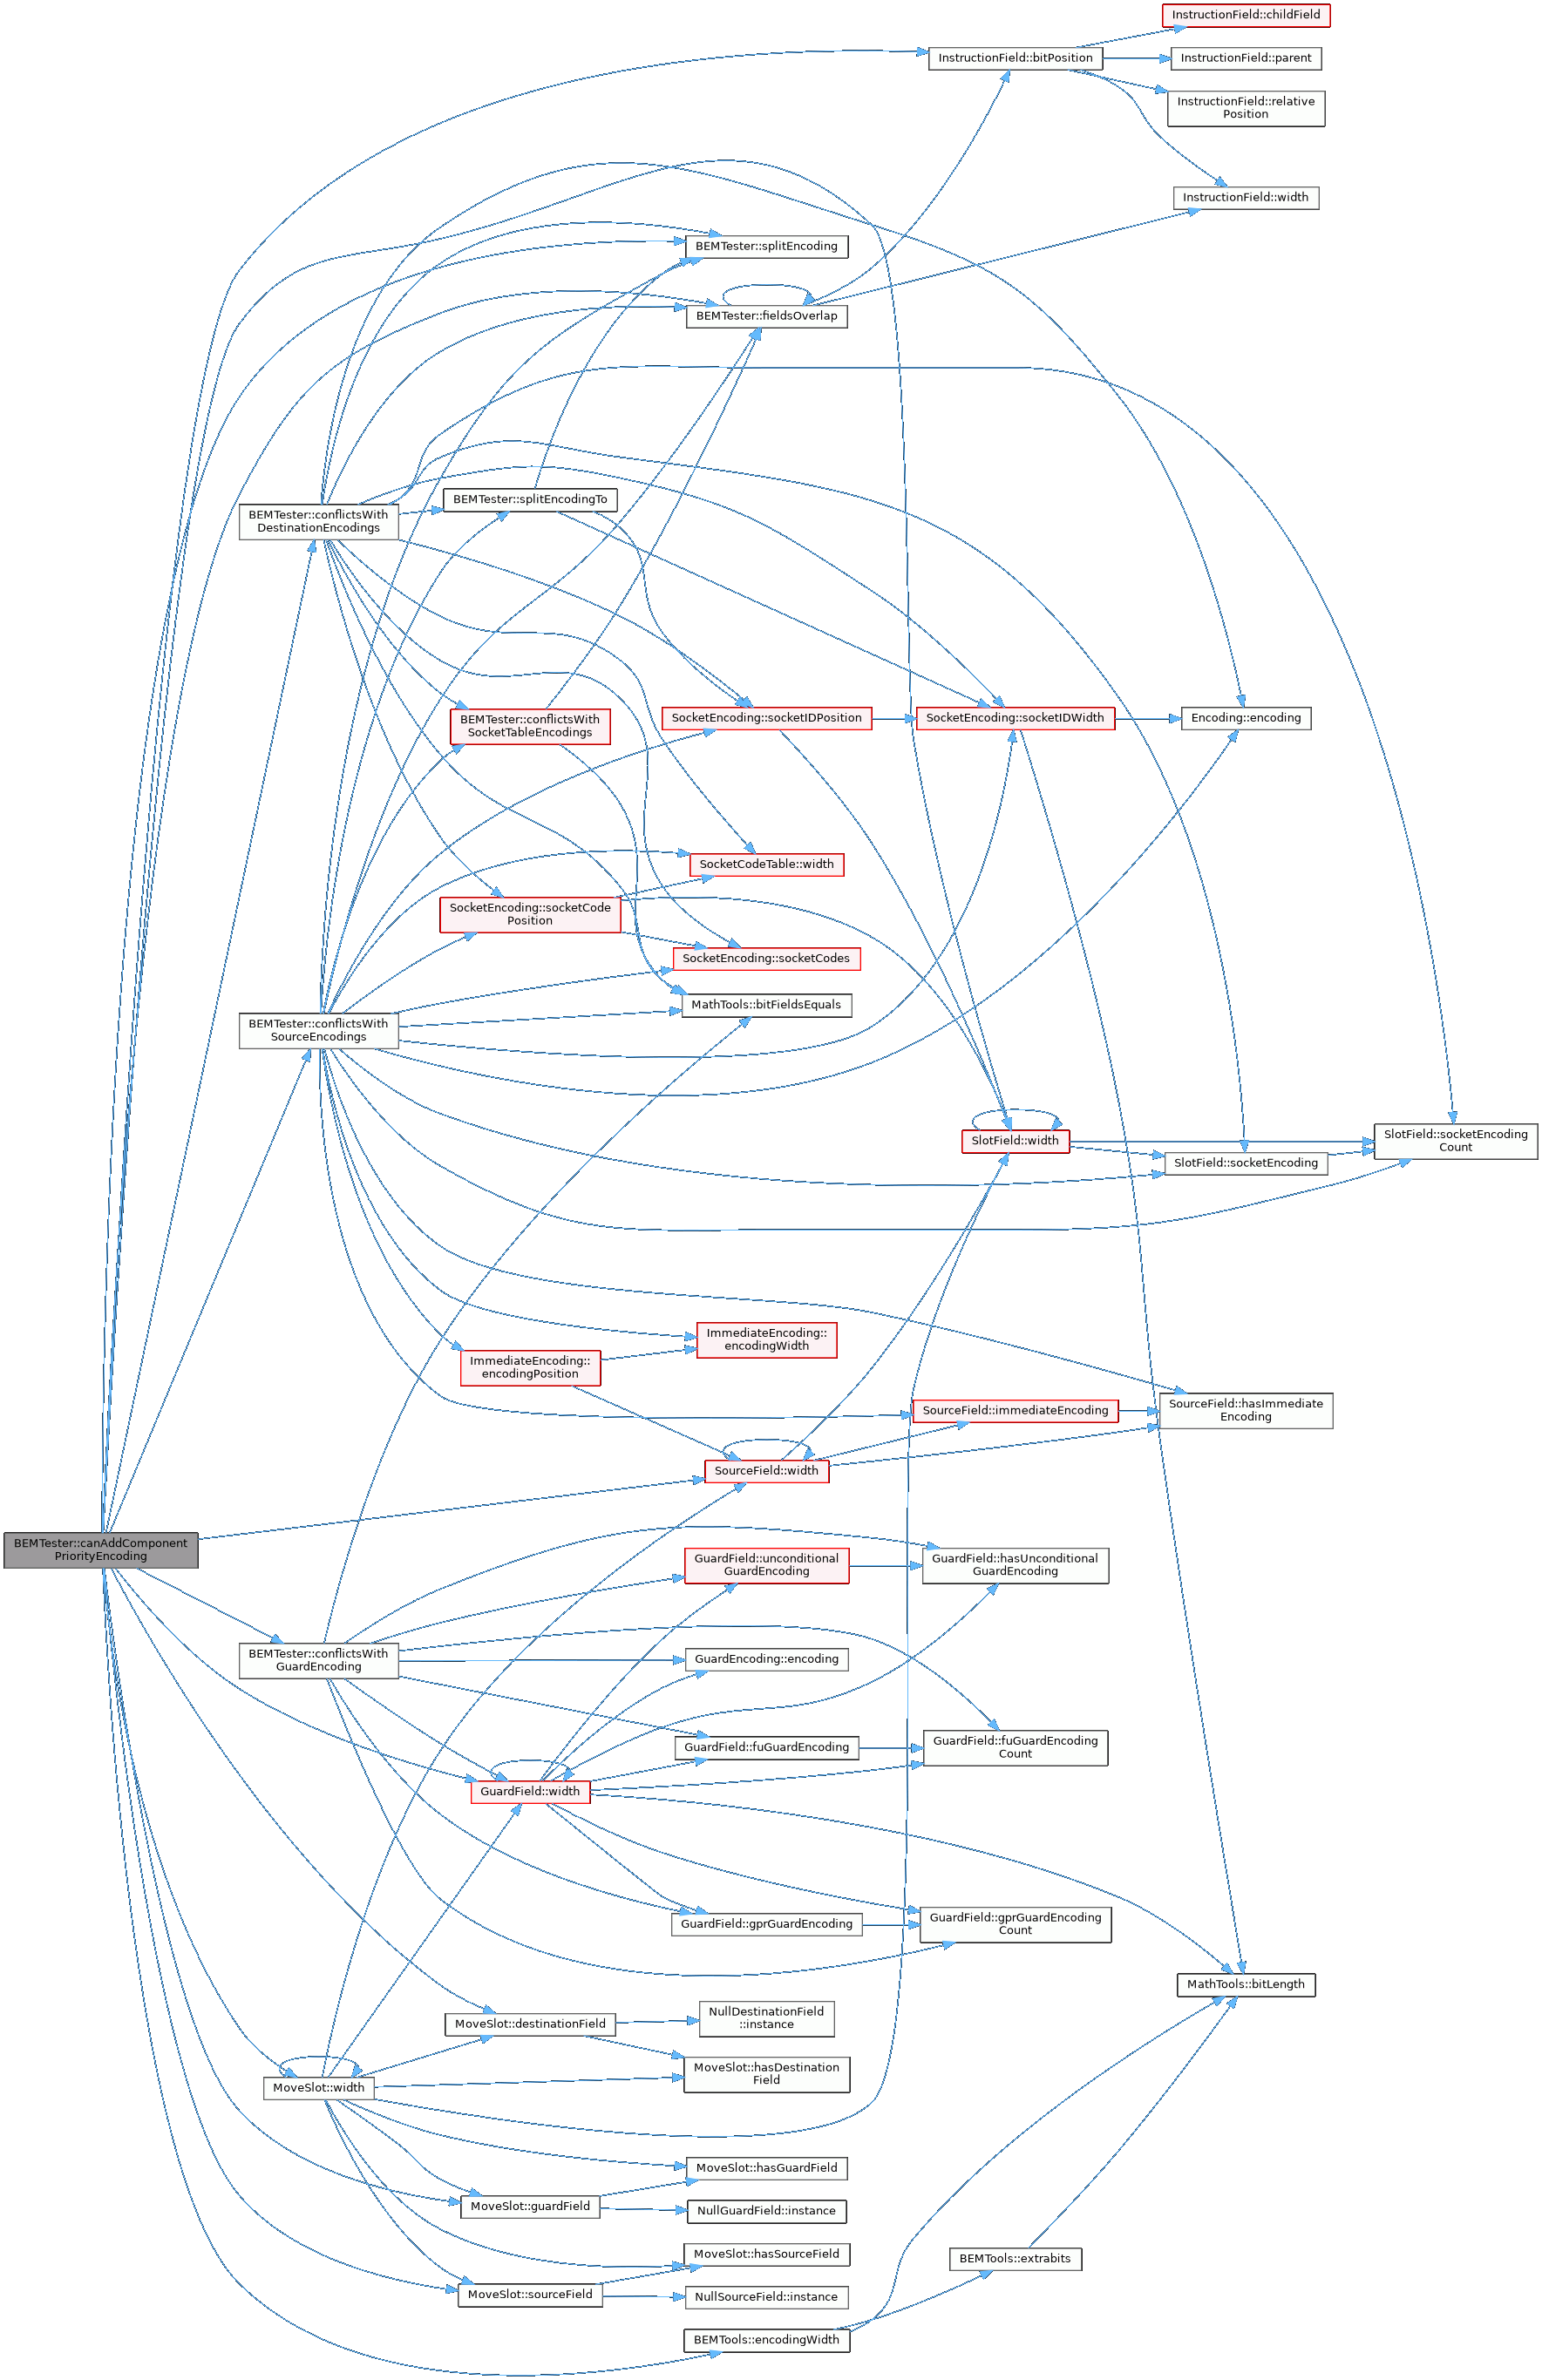 InstructionField::childField
InstructionField::bitPosition
InstructionField::parent
InstructionField::relative
Position
InstructionField::width
BEMTester::splitEncoding
BEMTester::fieldsOverlap
BEMTester::conflictsWith
DestinationEncodings
BEMTester::splitEncodingTo
BEMTester::conflictsWith
SocketTableEncodings
SocketEncoding::socketIDPosition
SocketEncoding::socketIDWidth
Encoding::encoding
SocketCodeTable::width
SocketEncoding::socketCode
Position
SocketEncoding::socketCodes
MathTools::bitFieldsEquals
BEMTester::conflictsWith
SourceEncodings
SlotField::width
SlotField::socketEncoding
SlotField::socketEncoding
Count
ImmediateEncoding::
encodingWidth
ImmediateEncoding::
encodingPosition
SourceField::immediateEncoding
SourceField::hasImmediate
Encoding
SourceField::width
BEMTester::canAddComponent
PriorityEncoding
GuardField::unconditional
GuardEncoding
GuardField::hasUnconditional
GuardEncoding
BEMTester::conflictsWith
GuardEncoding
GuardEncoding::encoding
GuardField::fuGuardEncoding
GuardField::fuGuardEncoding
Count
GuardField::width
GuardField::gprGuardEncoding
GuardField::gprGuardEncoding
Count
MathTools::bitLength
MoveSlot::destinationField
NullDestinationField
::instance
MoveSlot::hasDestination
Field
MoveSlot::width
MoveSlot::hasGuardField
MoveSlot::guardField
NullGuardField::instance
MoveSlot::hasSourceField
BEMTools::extrabits
MoveSlot::sourceField
NullSourceField::instance
BEMTools::encodingWidth